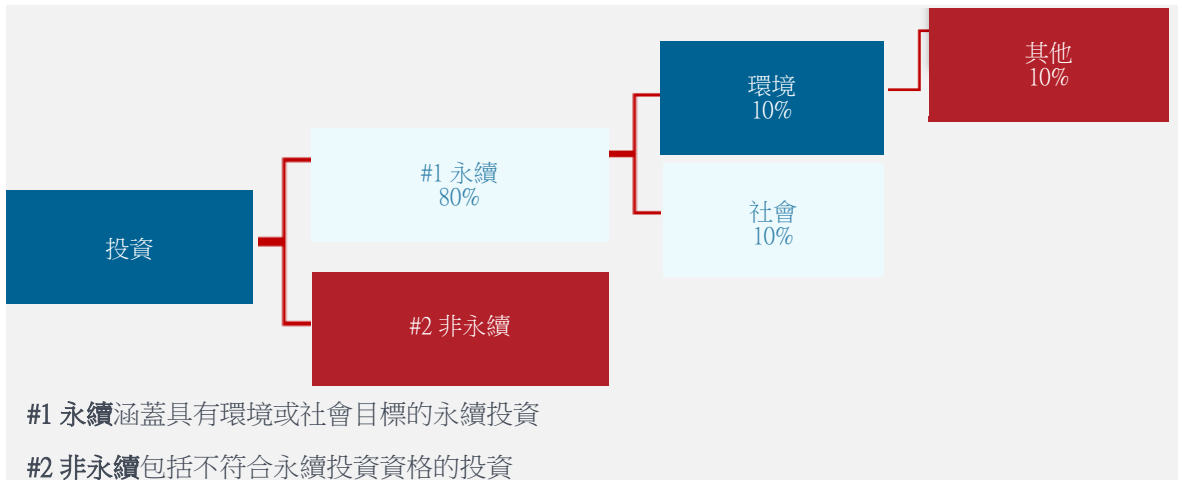 其他
10%
環境
10%
#1 永續
80%
社會
10%
投資
#2 非永續
#1 永續涵蓋具有環境或社會目標的永續投資
#2 非永續包括不符合永續投資資格的投資